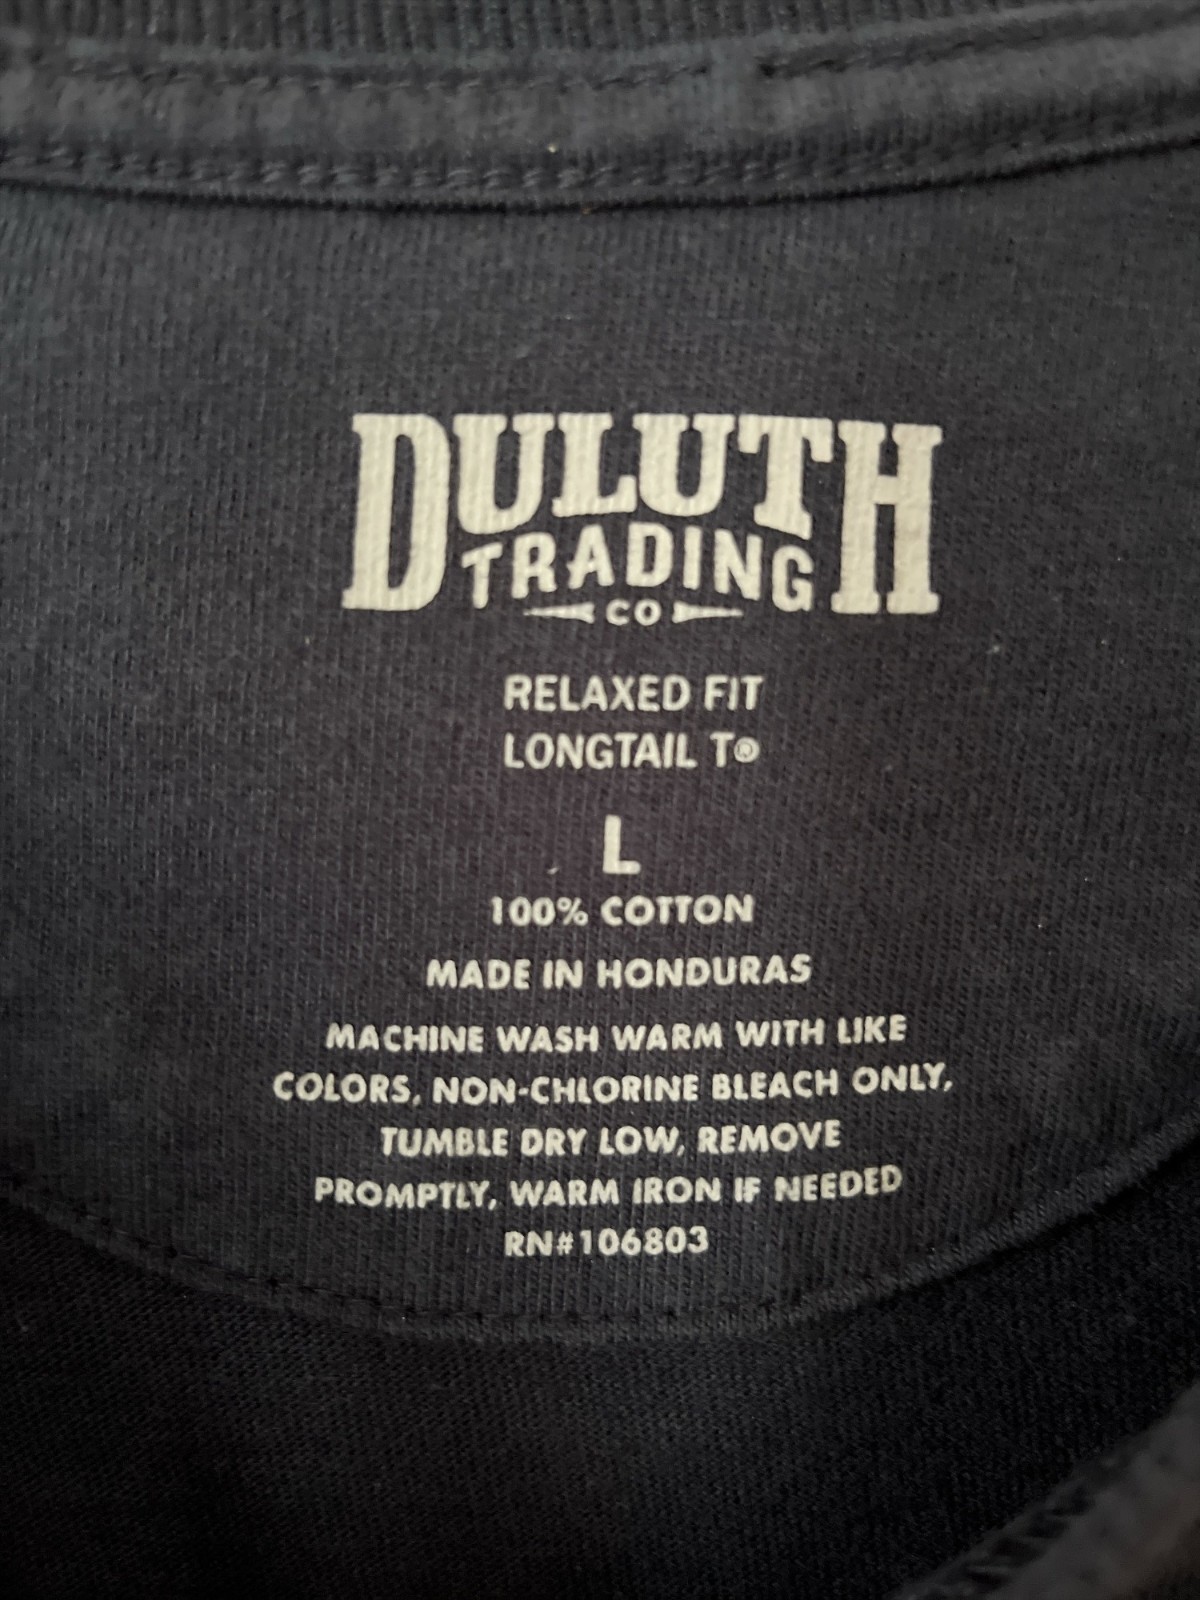 DULUTH
TRADING
CO
RELAXED FIT
LONGTAIL T®
L
100% COTTON
MADE IN HONDURAS
MACHINE WASH WARM WITH LIKE
COLORS, NON-CHLORINE BLEACH ONLY,
TUMBLE DRY LOW, REMOVE
PROMPTLY, WARM IRON IF NEEDED
RN#106803